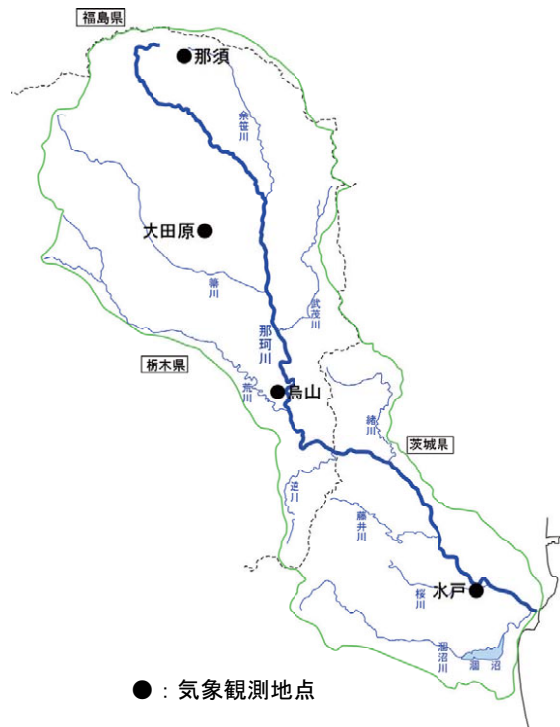 福島県
那須
余笹川
大田原
箒川
武茂川
那珂川
栃木県
荒川
烏山
緒川
茨城県
逆川
藤井川
桜川
水戸
涸沼川
涸沼
●：気象観測地点